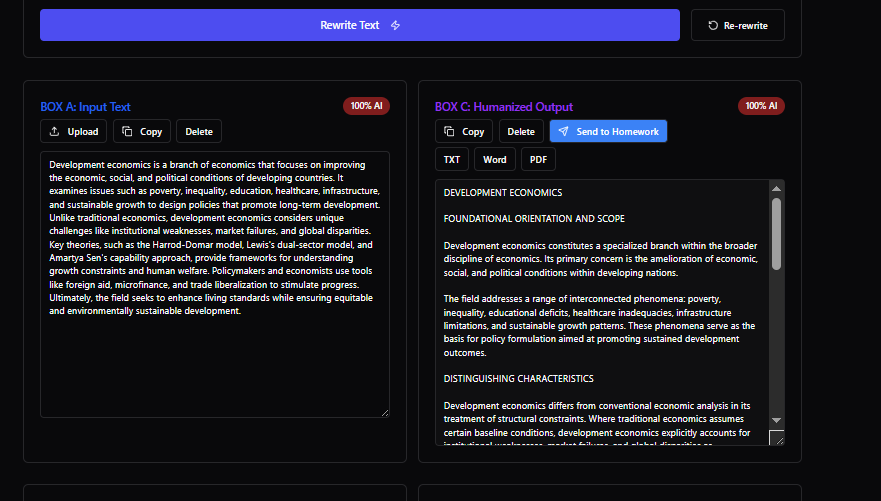 Rewrite Text
Re-rewrite
BOX A: Input Text
100% AI
Upload
Copy
Delete
Development economics is a branch of economics that focuses on improving
the economic, social, and political conditions of developing countries. It
examines issues such as poverty, inequality, education, healthcare, infrastructure,
and sustainable growth to design policies that promote long-term development.
Unlike traditional economics, development economics considers unique
challenges like institutional weaknesses, market failures, and global disparities.
Key theories, such as the Harrod-Domar model, Lewis's dual-sector model, and
Amartya Sen's capability approach, provide frameworks for understanding
growth constraints and human welfare. Policymakers and economists use tools
like foreign aid, microfinance, and trade liberalization to stimulate progress.
Ultimately, the field seeks to enhance living standards while ensuring equitable
and environmentally sustainable development.
BOX C: Humanized Output
100% AI
Copy
Delete
Send to Homework
TXT
Word
PDF
DEVELOPMENT ECONOMICS
FOUNDATIONAL ORIENTATION AND SCOPE
Development economics constitutes a specialized branch within the broader
discipline of economics. Its primary concern is the amelioration of economic,
social, and political conditions within developing nations.
The field addresses a range of interconnected phenomena: poverty,
inequality, educational deficits, healthcare inadequacies, infrastructure
limitations, and sustainable growth patterns. These phenomena serve as the
basis for policy formulation aimed at promoting sustained development
outcomes.
DISTINGUISHING CHARACTERISTICS
Development economics differs from conventional economic analysis in its
treatment of structural constraints. Where traditional economics assumes
certain baseline conditions, development economics explicitly accounts for
institutional weaknesses, market failures, and global disparities as